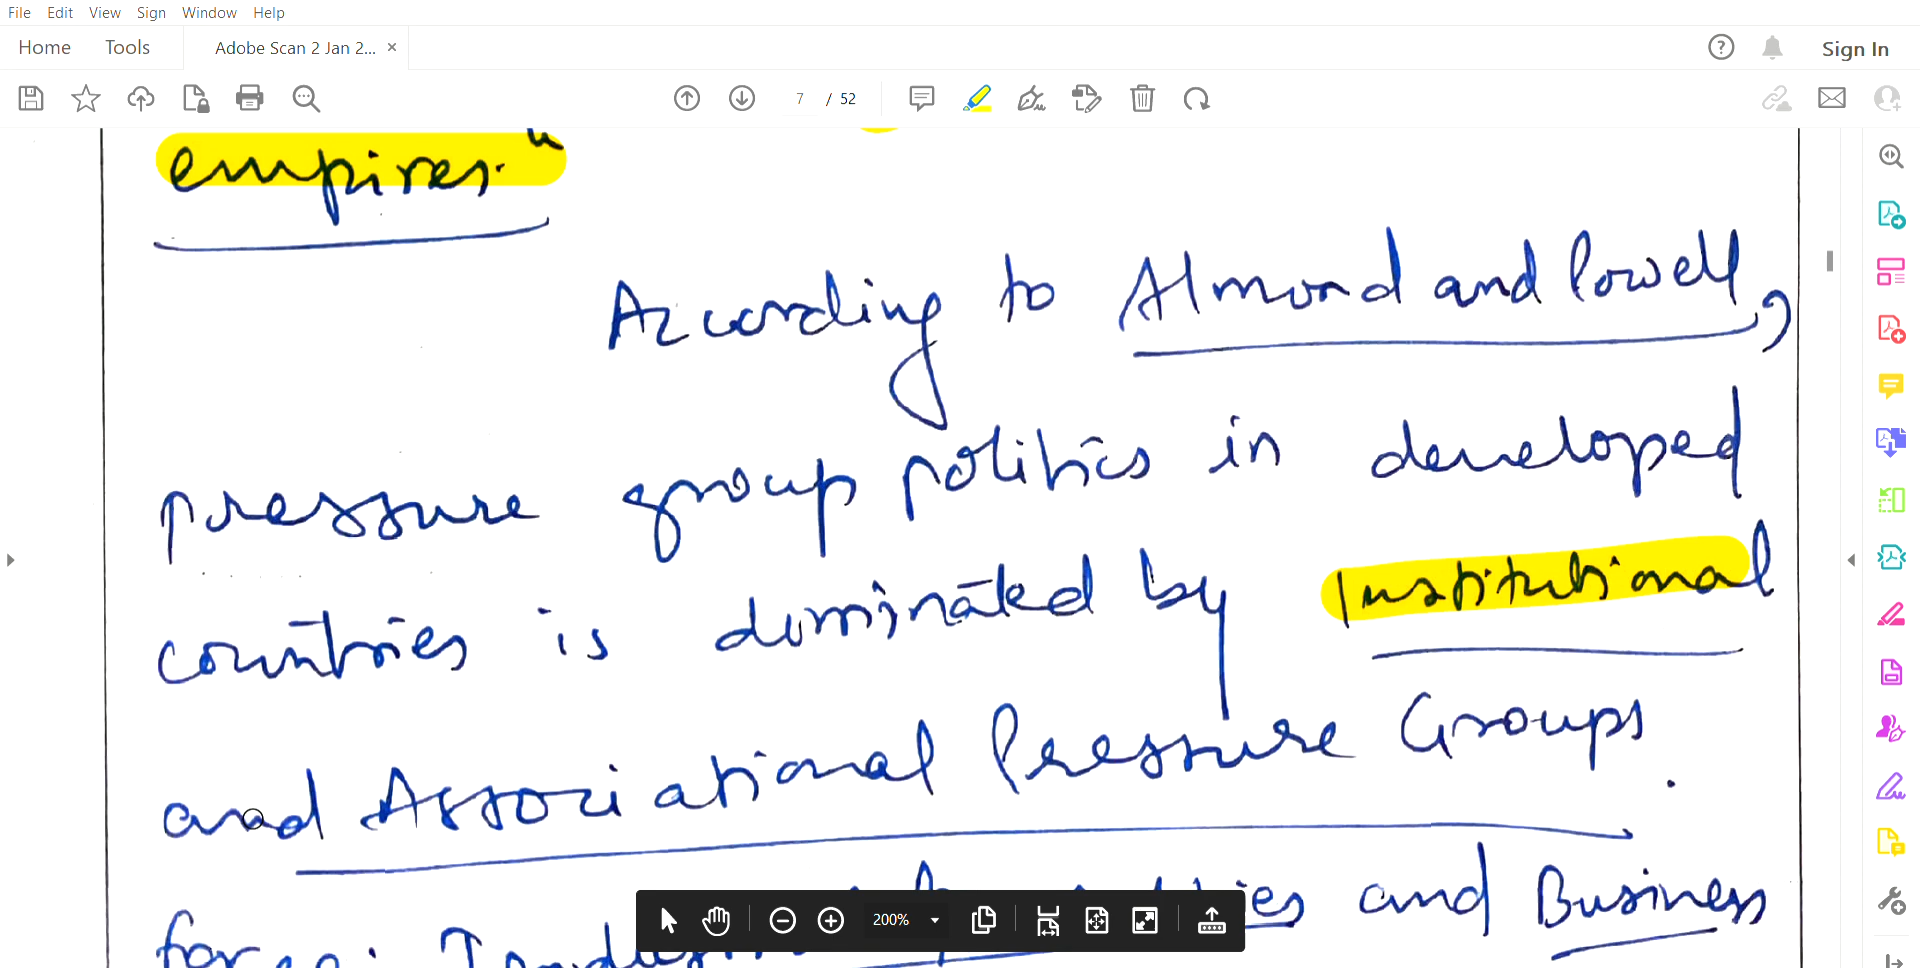 File Edit View Sign Window Help
Home Tools Adobe Scan 2 Jan 2... × Sign In
7 / 52
empires."
According to Almond and Powell,
pressure group politics in developed
countries is dominated by Institutional
and Associational Pressure Groups.
and Business
200%